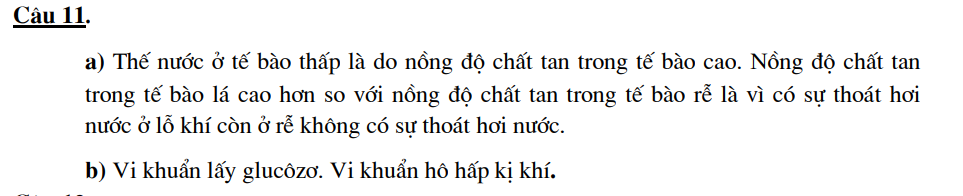 Câu 11.
a) Thế nước ở tế bào thấp là do nồng độ chất tan trong tế bào cao. Nồng độ chất tan
trong tế bào lá cao hơn so với nồng độ chất tan trong tế bào rễ là vì có sự thoát hơi
nước ở lỗ khí còn ở rễ không có sự thoát hơi nước.
b) Vi khuẩn lấy glucôzơ. Vi khuẩn hô hấp kị khí.